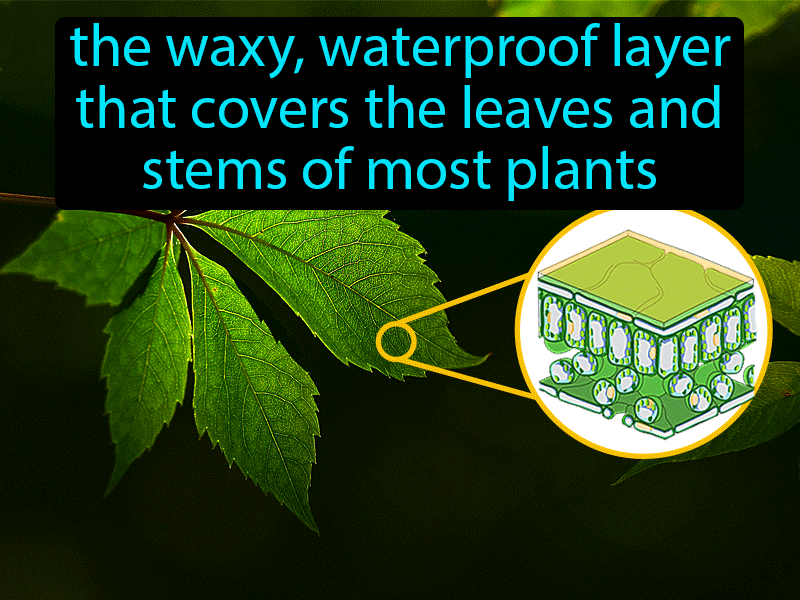 the waxy, waterproof layer
that covers the leaves and
stems of most plants